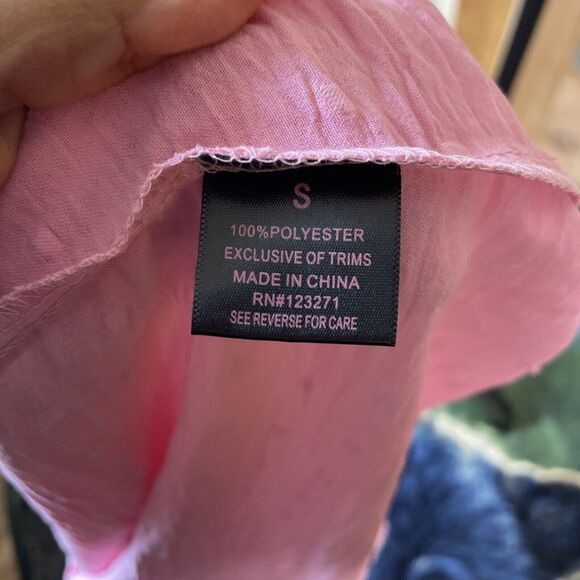 S
100%POLYESTER
EXCLUSIVE OF TRIMS
MADE IN CHINA
RN#123271
SEE REVERSE FOR CARE